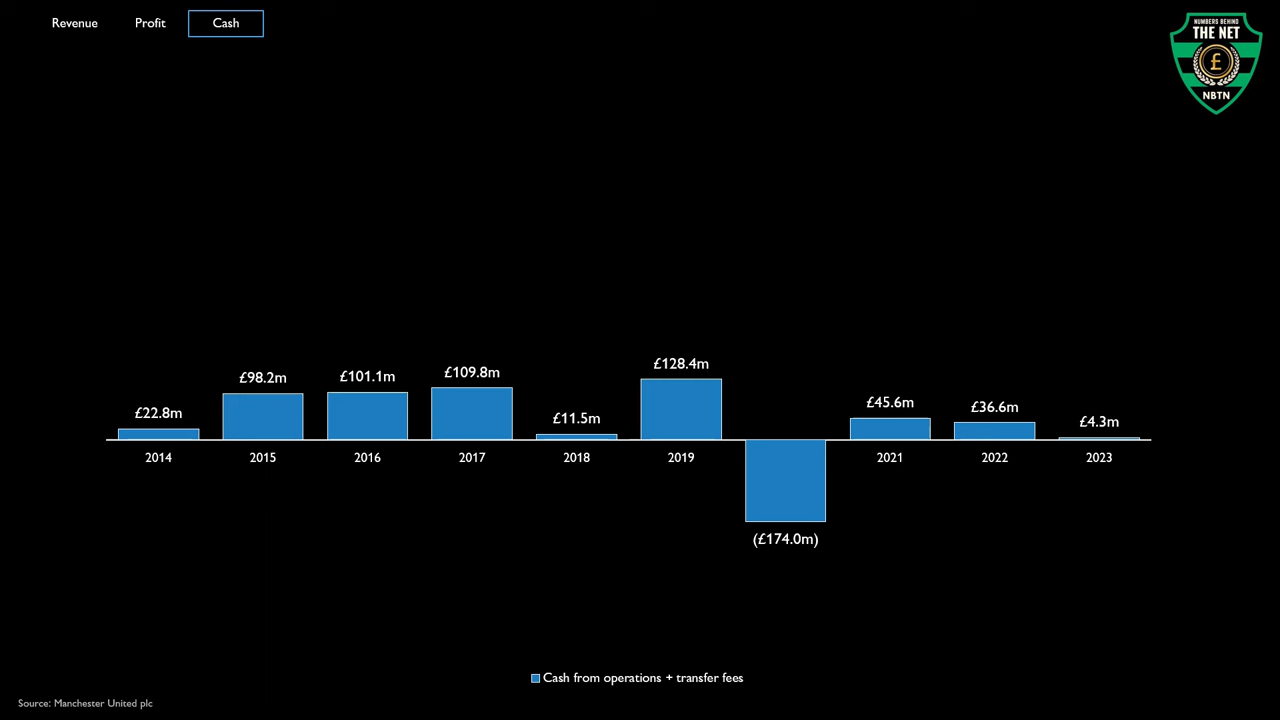 Revenue
Profit
Cash
NUMBERS BEHIND
THE NET
£
NBTN
£22.8m
£98.2m
£101.1m
£109.8m
£11.5m
£128.4m
£45.6m
£36.6m
£4.3m
2014
2015
2016
2017
2018
2019
2021
2022
2023
(£174.0m)
Cash from operations + transfer fees
Source: Manchester United plc